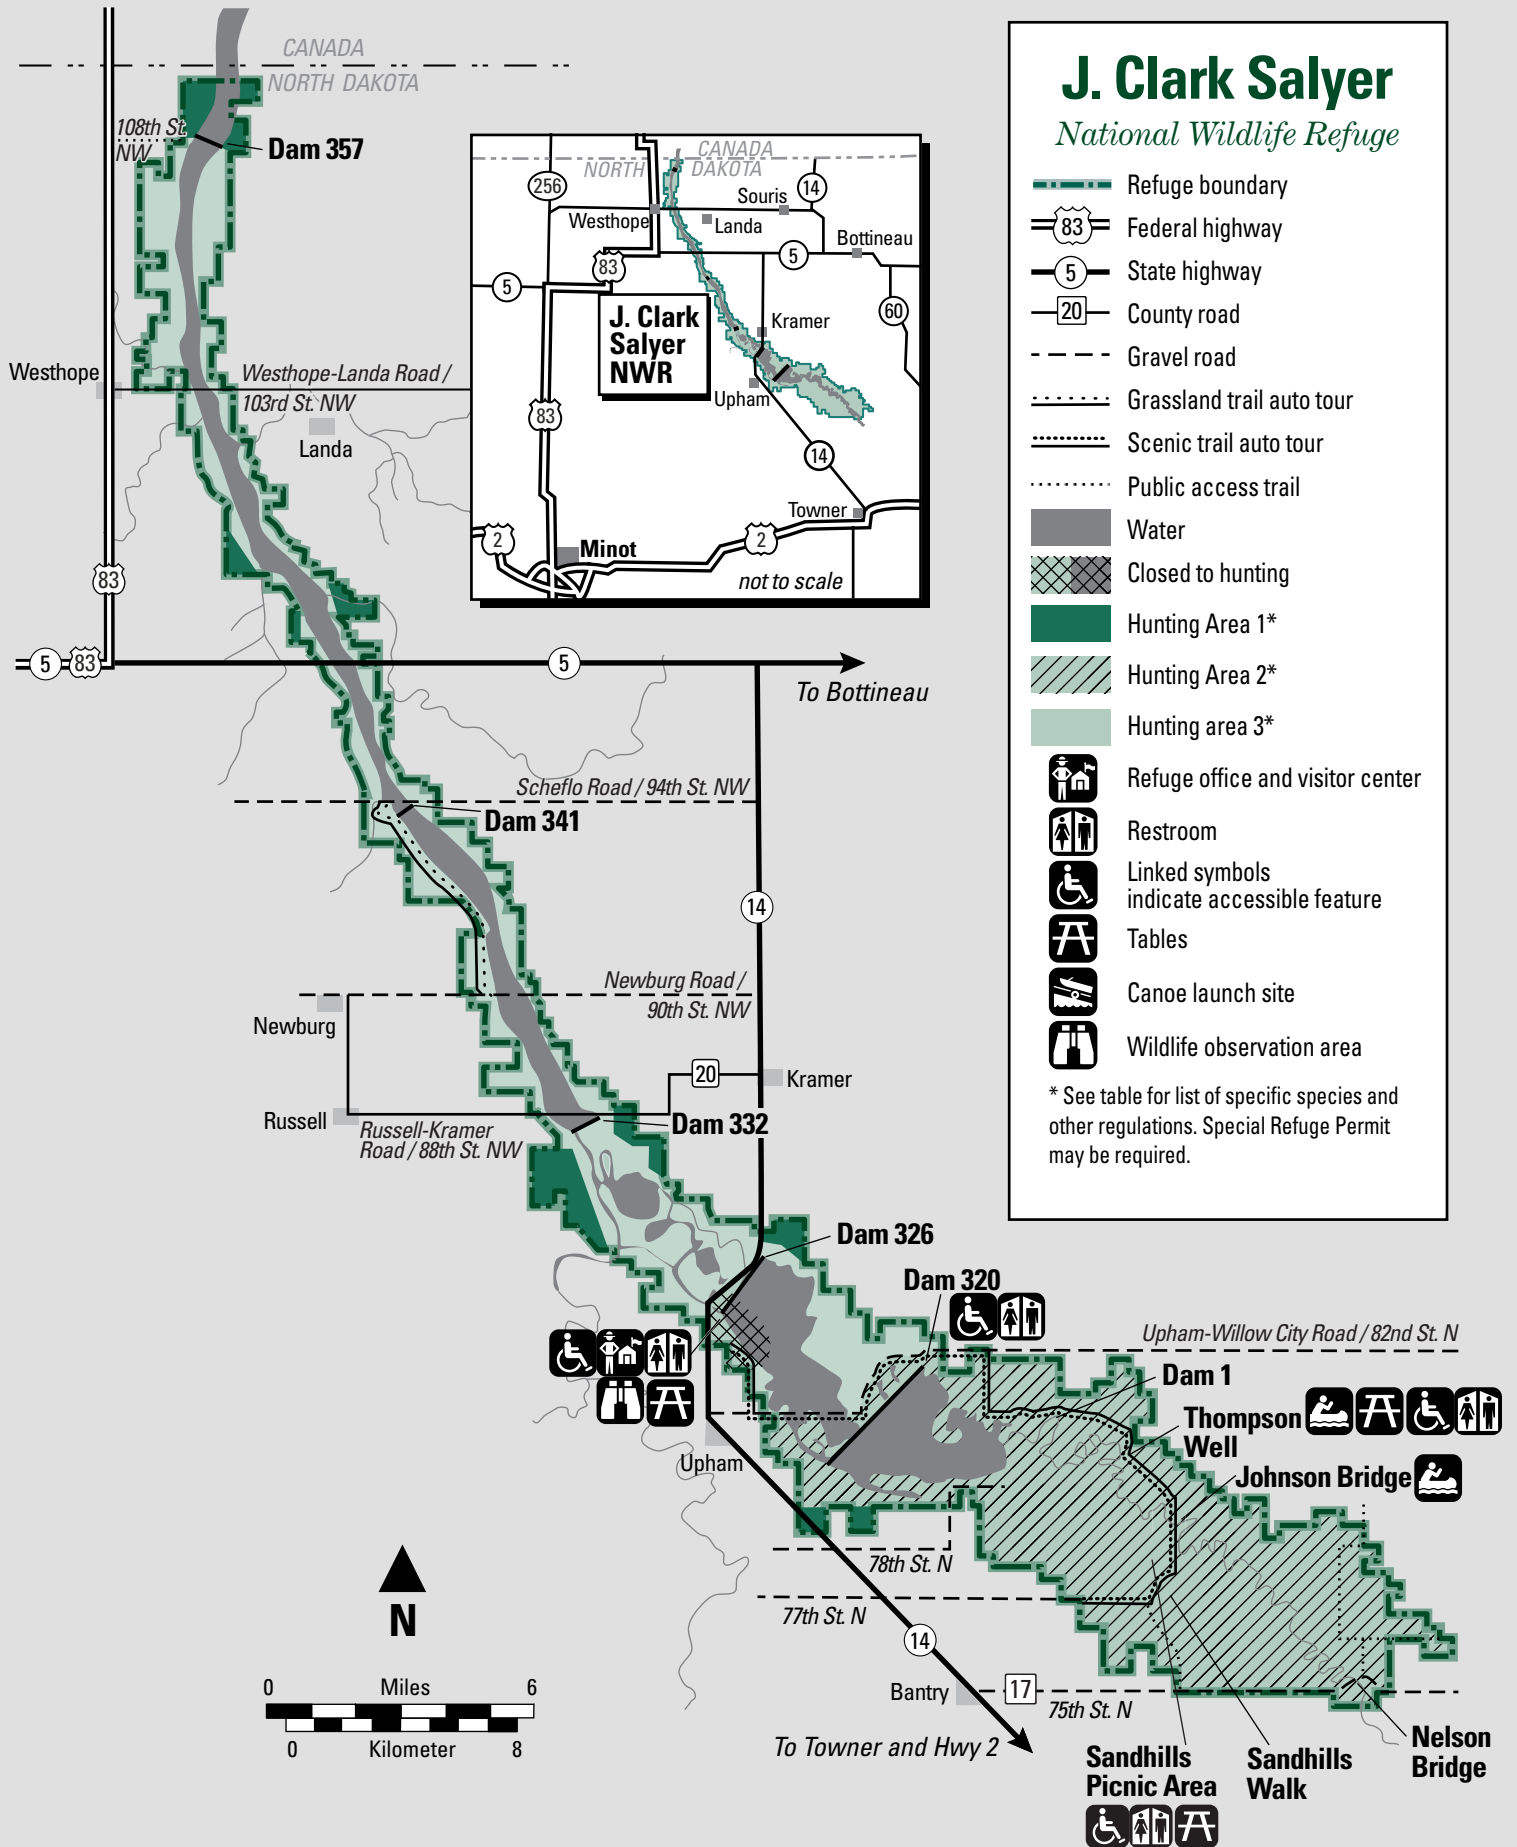 CANADA
NORTH DAKOTA
108th St.
NW
Dam 357
J. Clark Salyer
National Wildlife Refuge
Refuge boundary
83
Federal highway
5
State highway
20
County road
Gravel road
Grassland trail auto tour
Scenic trail auto tour
Public access trail
Water
Closed to hunting
Hunting Area 1*
Hunting Area 2*
Hunting area 3*
Refuge office and visitor center
Restroom
Linked symbols
indicate accessible feature
Tables
Canoe launch site
Wildlife observation area
* See table for list of specific species and
other regulations. Special Refuge Permit
may be required.
CANADA
NORTH DAKOTA
256
14
Souris
Westhope
Landa
Bottineau
83
5
5
60
J. Clark
Salyer
NWR
Kramer
Upham
83
14
Towner
2
2
Minot
not to scale
Westhope
Westhope-Landa Road /
103rd St. NW
Landa
83
5
83
5
To Bottineau
Scheflo Road / 94th St. NW
Dam 341
14
Newburg Road /
90th St. NW
Newburg
20
Kramer
Russell
Russell-Kramer
Road / 88th St. NW
Dam 332
Dam 326
Dam 320
Upham-Willow City Road / 82nd St. N
Dam 1
Thompson
Well
Upham
Johnson Bridge
78th St. N
77th St. N
14
N
Bantry
17
75th St. N
0
Miles
6
0
Kilometer
8
To Towner and Hwy 2
Sandhills
Picnic Area
Sandhills
Walk
Nelson
Bridge